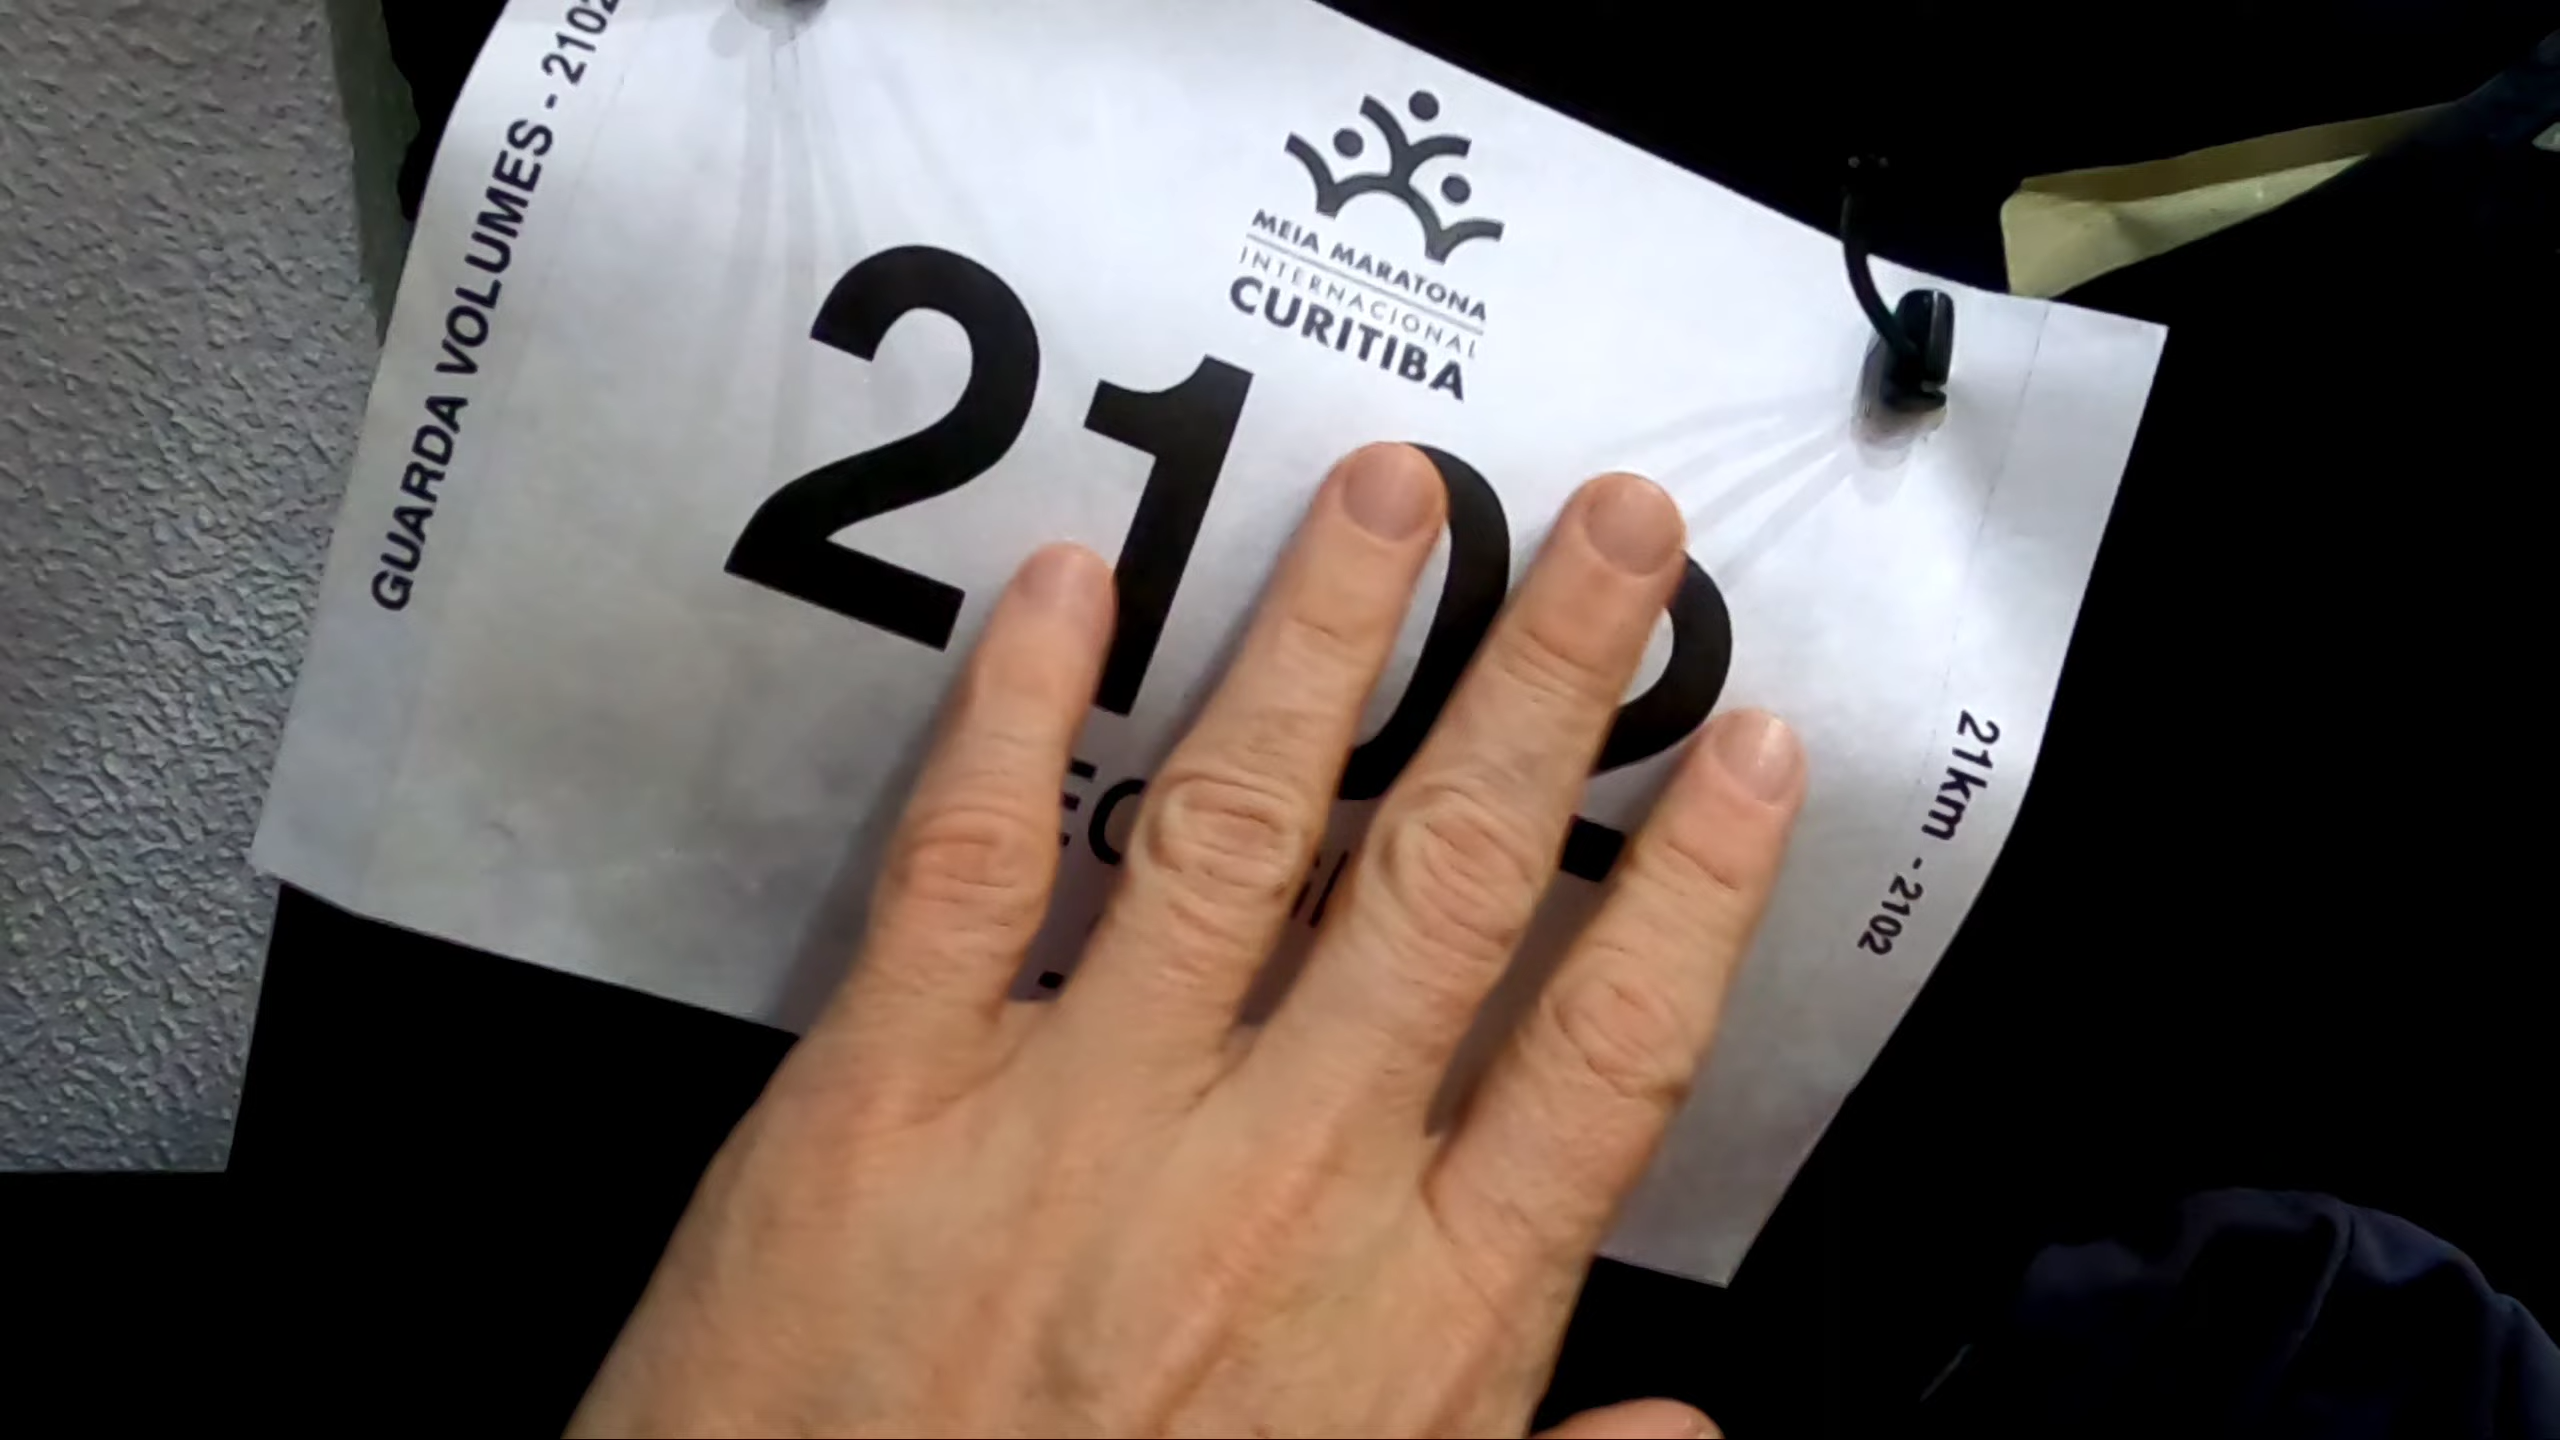 GUARDA VOLUMES - 2102
MEIA MARATONA
INTERNACIONAL
CURITIBA
2102
21km - 2102